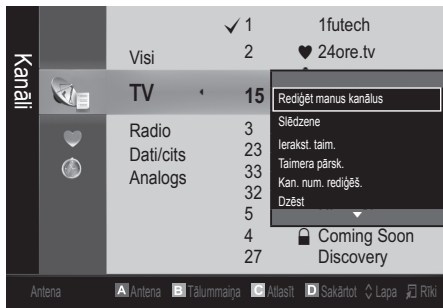 Kanāli
✓ 1 1futech
Visi 2 ♥ 24ore.tv
TV 15
Radio 3
Dati/cits 23
Analogs 33
32
5
4 Coming Soon
27 Discovery
Rediģēt manus kanālus
Slēdzene
Ierakst. taim.
Taimera pārsk.
Kan. num. rediģēš.
Dzēst
Antena A Antena B Tālummaiņa C Atlasīt D Sakārtot Lapa Rīki